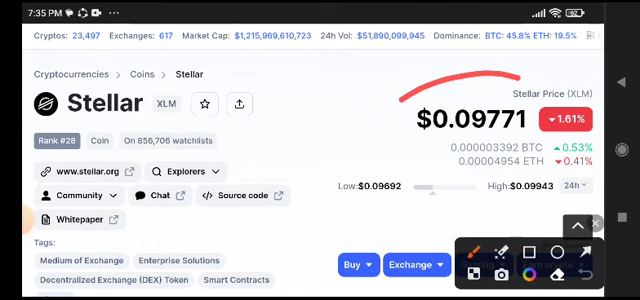 7:35 PM
62
Cryptos: 23,497 Exchanges: 617 Market Cap: $1,215,969,610,723 24h Vol: $51,890,099,945 Dominance: BTC: 45.8% ETH: 19.5%
Cryptocurrencies > Coins > Stellar
Stellar XLM
Stellar Price (XLM)
$0.09771 1.61%
Rank #28 Coin On 856,706 watchlists
0.000003392 BTC 0.53%
0.00004954 ETH 0.41%
www.stellar.org Explorers
Low: $0.09692 High: $0.09943 24h
Community Chat Source code
Whitepaper
Tags:
Medium of Exchange Enterprise Solutions
Buy Exchange Gaming Earn Crypto
Decentralized Exchange (DEX) Token Smart Contracts